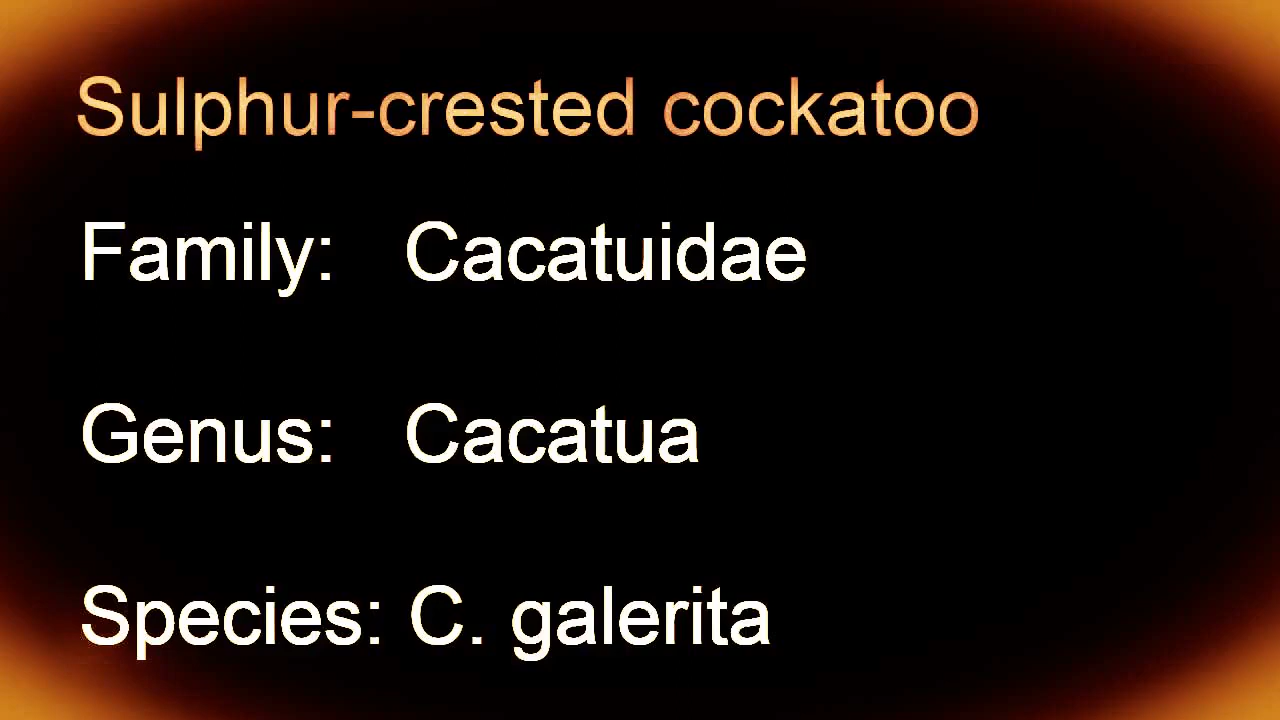 Sulphur-crested cockatoo
Family: Cacatuidae
Genus: Cacatua
Species: C. galerita